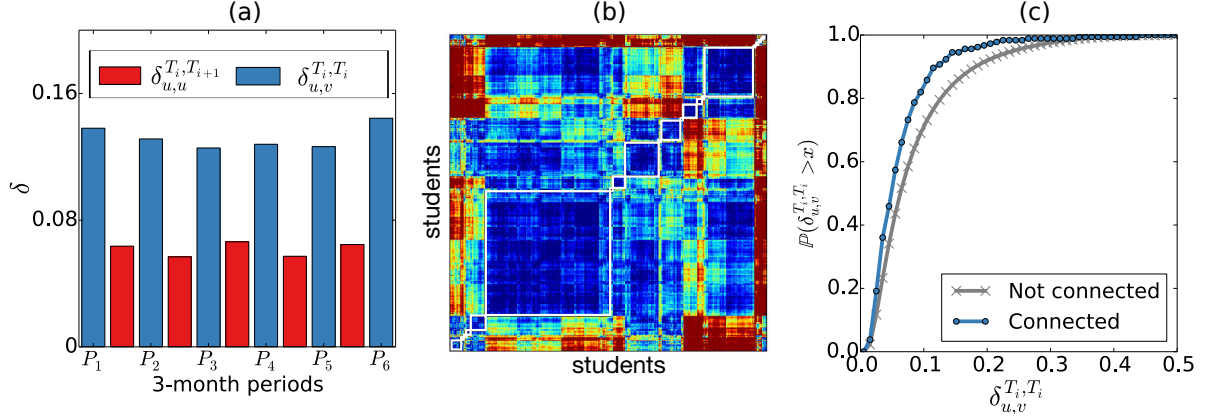 (a)
δ_{u,u}^{T_i,T_{i+1}} δ_{u,v}^{T_i,T_i}
0.16
0.08
0
δ
P_1 P_2 P_3 P_4 P_5 P_6
3-month periods
(b)
students
students
(c)
1.0
0.8
0.6
0.4
0.2
0.0
ℙ(δ_{u,v}^{T_i,T_i} > x)
Not connected
Connected
0.0 0.1 0.2 0.3 0.4 0.5
δ_{u,v}^{T_i,T_i}